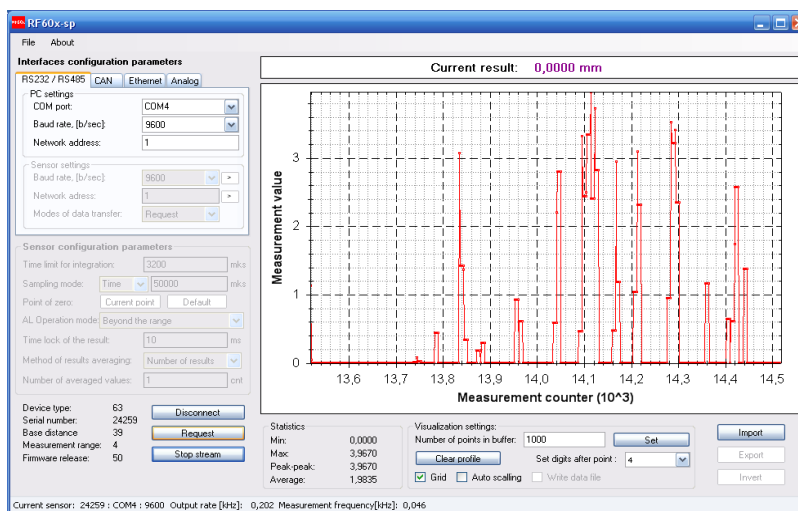 RF60x-sp
File About
Interfaces configuration parameters
RS232 / RS485 CAN Ethernet Analog
PC settings
COM port: COM4
Baud rate, [b/sec]: 9600
Network address: 1
Sensor settings
Baud rate, [b/sec]: 9600 >
Network adress: 1 >
Modes of data transfer: Request
Sensor configuration parameters
Time limit for integration: 3200 mks
Sampling mode: Time 50000 mks
Point of zero: Current point Default
AL Operation mode: Beyond the range
Time lock of the result: 10 ms
Method of results averaging: Number of results
Number of averaged values: 1 cnt
Device type: 63
Serial number: 24259
Base distance 39
Measurement range: 4
Firmware release: 50
Disconnect
Request
Stop stream
Current result: 0,0000 mm
Measurement value
3
2
1
0
13,6 13,7 13,8 13,9 14,0 14,1 14,2 14,3 14,4 14,5
Measurement counter (10^3)
Statistics
Min: 0,0000
Max: 3,9670
Peak-peak: 3,9670
Average: 1,9835
Visualization settings:
Number of points in buffer: 1000 Set
Clear profile Set digits after point : 4
Grid Auto scalling Write data file
Import
Export
Invert
Current sensor: 24259 : COM4 : 9600 Output rate [kHz]: 0,202 Measurement frequency[kHz]: 0,046